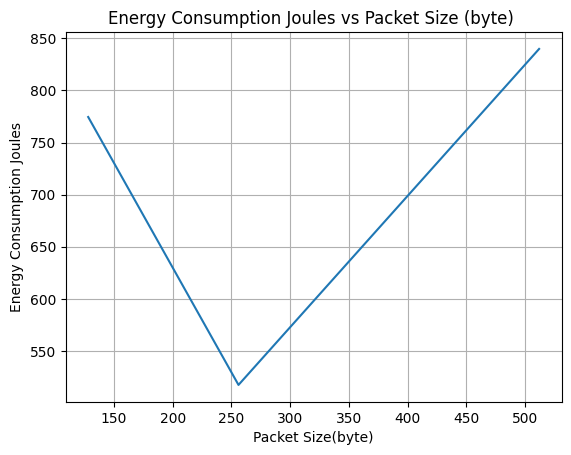 Energy Consumption Joules vs Packet Size (byte)
850
800
750
700
650
600
550
Energy Consumption Joules
150 200 250 300 350 400 450 500
Packet Size(byte)